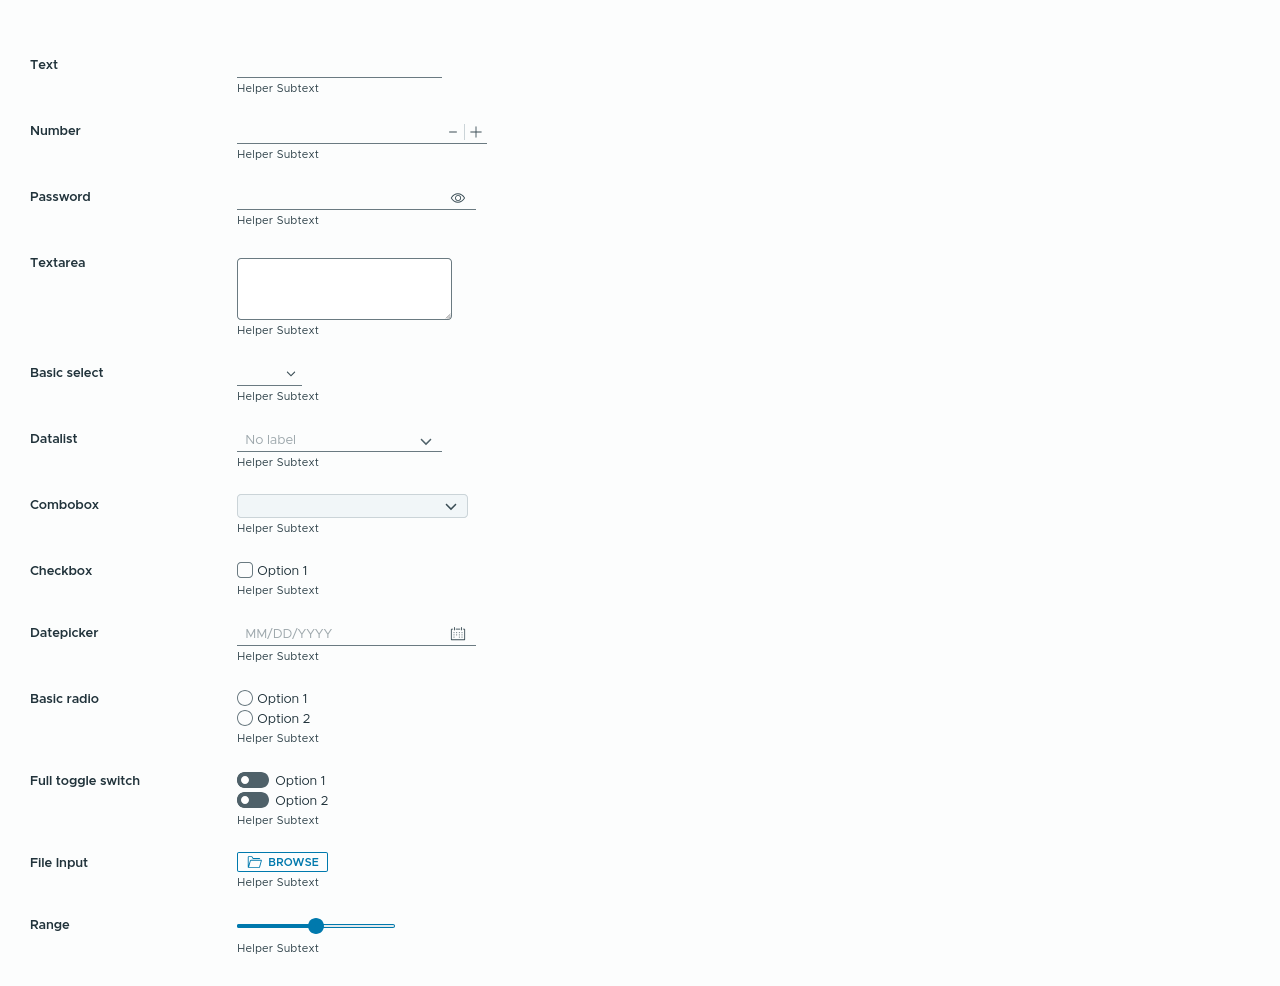 Text
Helper Subtext
Number
Helper Subtext
Password
Helper Subtext
Textarea
Helper Subtext
Basic select
Helper Subtext
Datalist
No label
Helper Subtext
Combobox
Helper Subtext
Checkbox
Option 1
Helper Subtext
Datepicker
MM/DD/YYYY
Helper Subtext
Basic radio
Option 1
Option 2
Helper Subtext
Full toggle switch
Option 1
Option 2
Helper Subtext
File Input
BROWSE
Helper Subtext
Range
Helper Subtext